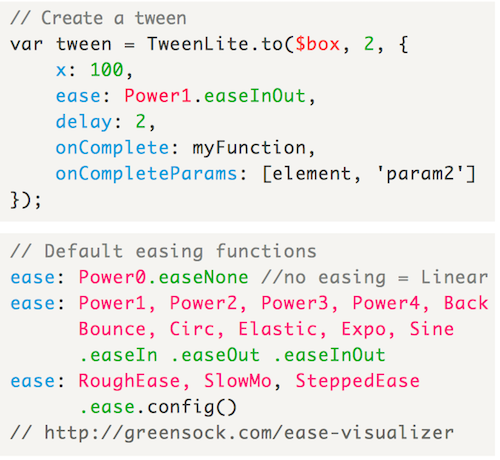 // Create a tween
var tween = TweenLite.to($box, 2, {
    x: 100,
    ease: Power1.easeInOut,
    delay: 2,
    onComplete: myFunction,
    onCompleteParams: [element, 'param2']
});
// Default easing functions
ease: Power0.easeNone //no easing = Linear
ease: Power1, Power2, Power3, Power4, Back
      Bounce, Circ, Elastic, Expo, Sine
      .easeIn .easeOut .easeInOut
ease: RoughEase, SlowMo, SteppedEase
      .ease.config()
// http://greensock.com/ease-visualizer